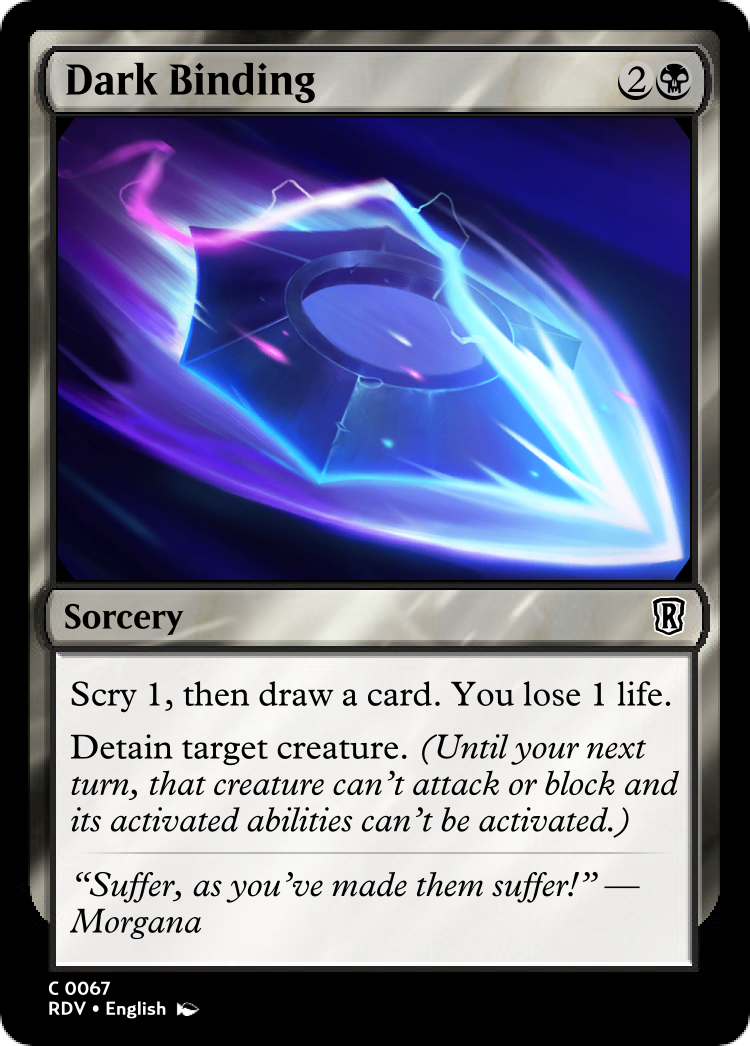 Dark Binding 2
Sorcery R
Scry 1, then draw a card. You lose 1 life.
Detain target creature. (Until your next
turn, that creature can't attack or block and
its activated abilities can't be activated.)
“Suffer, as you've made them suffer!” —
Morgana
C 0067
RDV • English